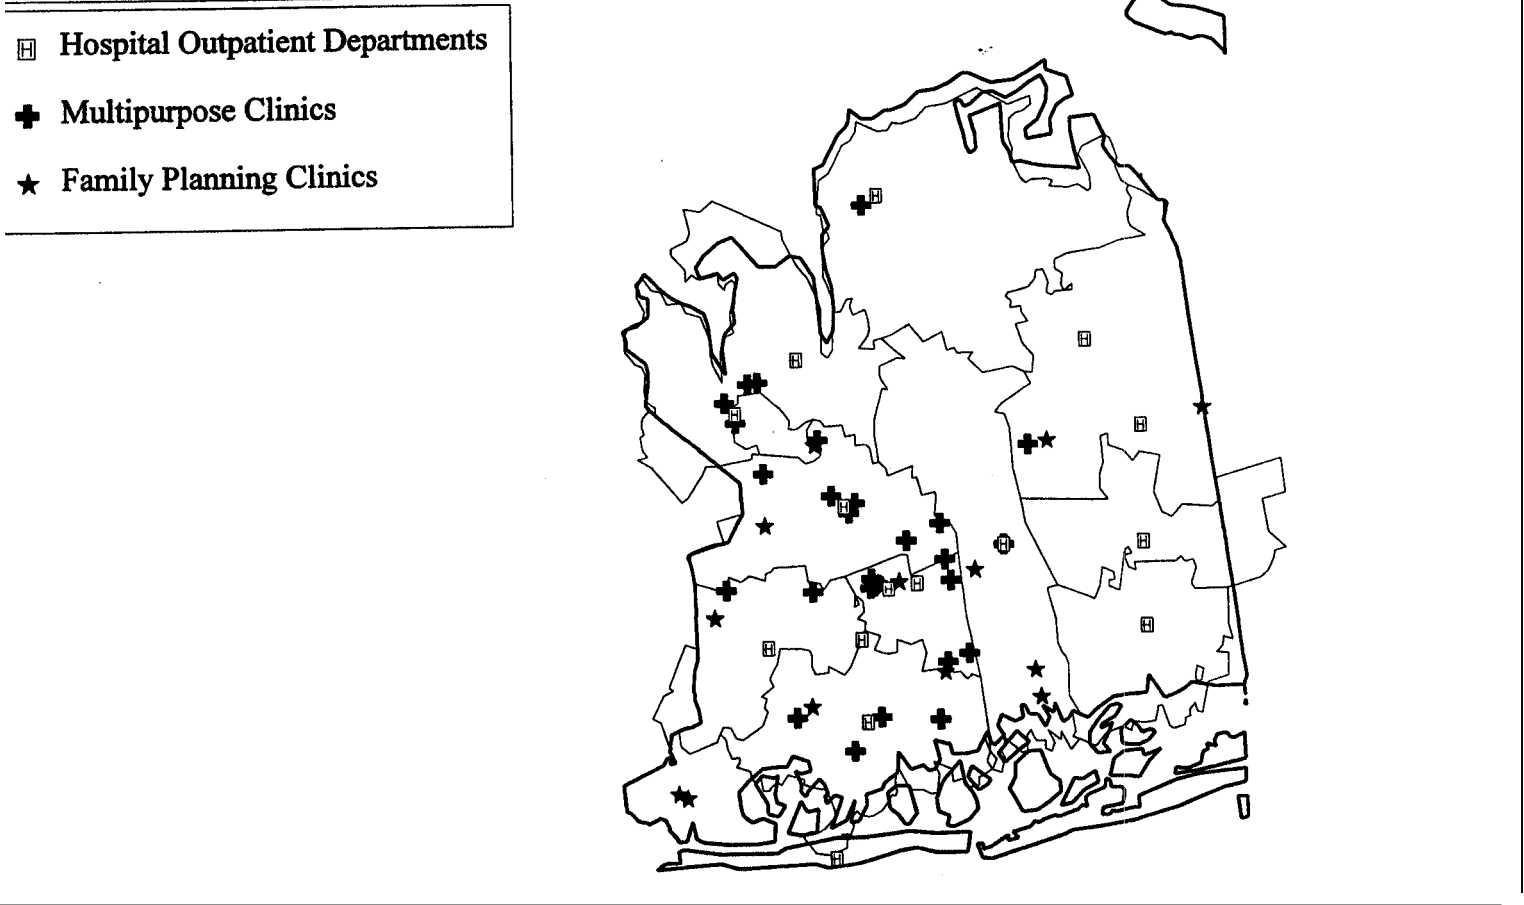 Hospital Outpatient Departments
Multipurpose Clinics
Family Planning Clinics